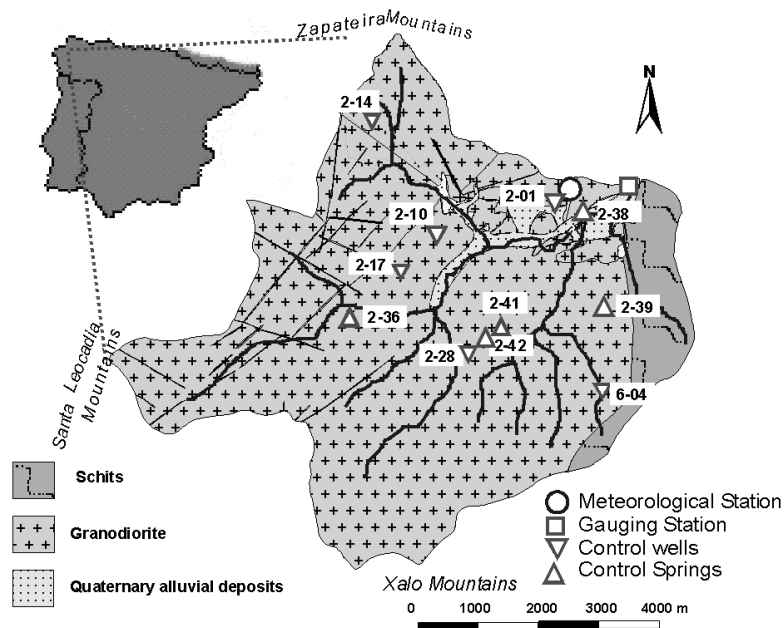 Zapateira Mountains
N
2-14
2-01
2-38
2-10
2-17
2-41
2-39
2-36
2-42
2-28
6-04
Santa Leocadia
Mountains
Schits
Granodiorite
Quaternary alluvial deposits
Meteorological Station
Gauging Station
Control wells
Control Springs
Xalo Mountains
0 1000 2000 3000 4000 m